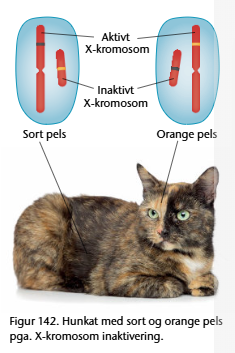 Aktivt
X-kromosom
Inaktivt
X-kromosom
Sort pels
Orange pels
Figur 142. Hunkat med sort og orange pels
pga. X-kromosom inaktivering.